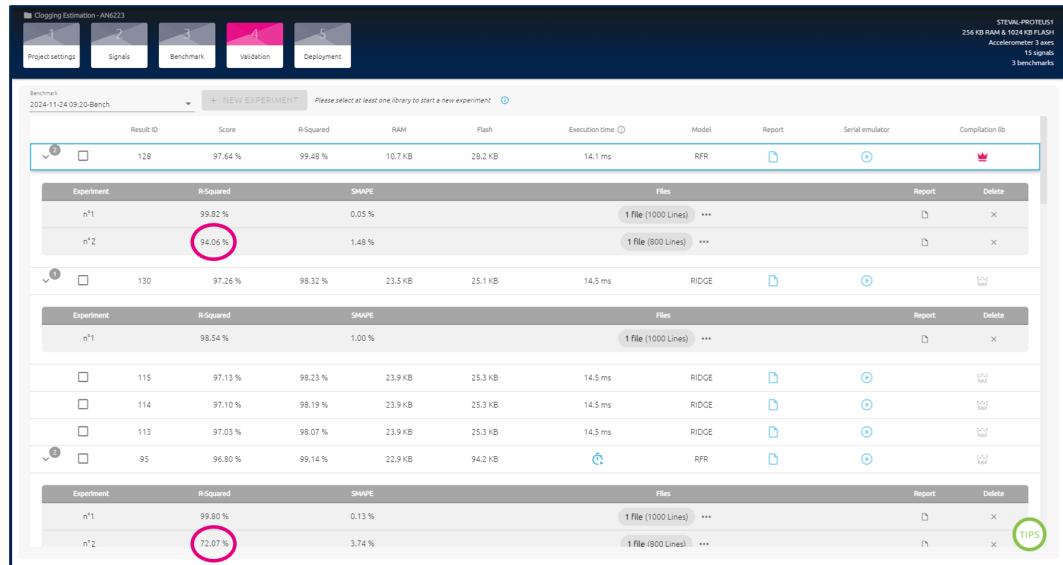 Clogging Estimation - AN6223
1 2 3 4 5
Project settings Signals Benchmark Validation Deployment
STEVAL-PROTEUS1
256 KB RAM & 1024 KB FLASH
Accelerometer 3 axes
15 signals
3 benchmarks
Benchmark
2024-11-24 09:20-Bench
+ NEW EXPERIMENT Please select at least one library to start a new experiment
Result ID Score R-Squared RAM Flash Execution time Model Report Serial emulator Compilation lib
2 128 97.64 % 99.48 % 10.7 KB 28.2 KB 14.1 ms RFR
Experiment R-Squared SMAPE Files Report Delete
n°1 99.82 % 0.05 % 1 file (1000 Lines) •••
n°2 94.06 % 1.48 % 1 file (800 Lines) •••
1 130 97.26 % 98.32 % 23.5 KB 25.1 KB 14.5 ms RIDGE
Experiment R-Squared SMAPE Files Report Delete
n°1 98.54 % 1.00 % 1 file (1000 Lines) •••
115 97.13 % 98.23 % 23.9 KB 25.3 KB 14.5 ms RIDGE
114 97.10 % 98.19 % 23.9 KB 25.3 KB 14.5 ms RIDGE
113 97.03 % 98.07 % 23.9 KB 25.3 KB 14.5 ms RIDGE
2 95 96.80 % 99.14 % 22.9 KB 94.2 KB RFR
Experiment R-Squared SMAPE Files Report Delete
n°1 99.80 % 0.13 % 1 file (1000 Lines) •••
n°2 72.07 % 3.74 % 1 file (800 Lines) •••
TIPS